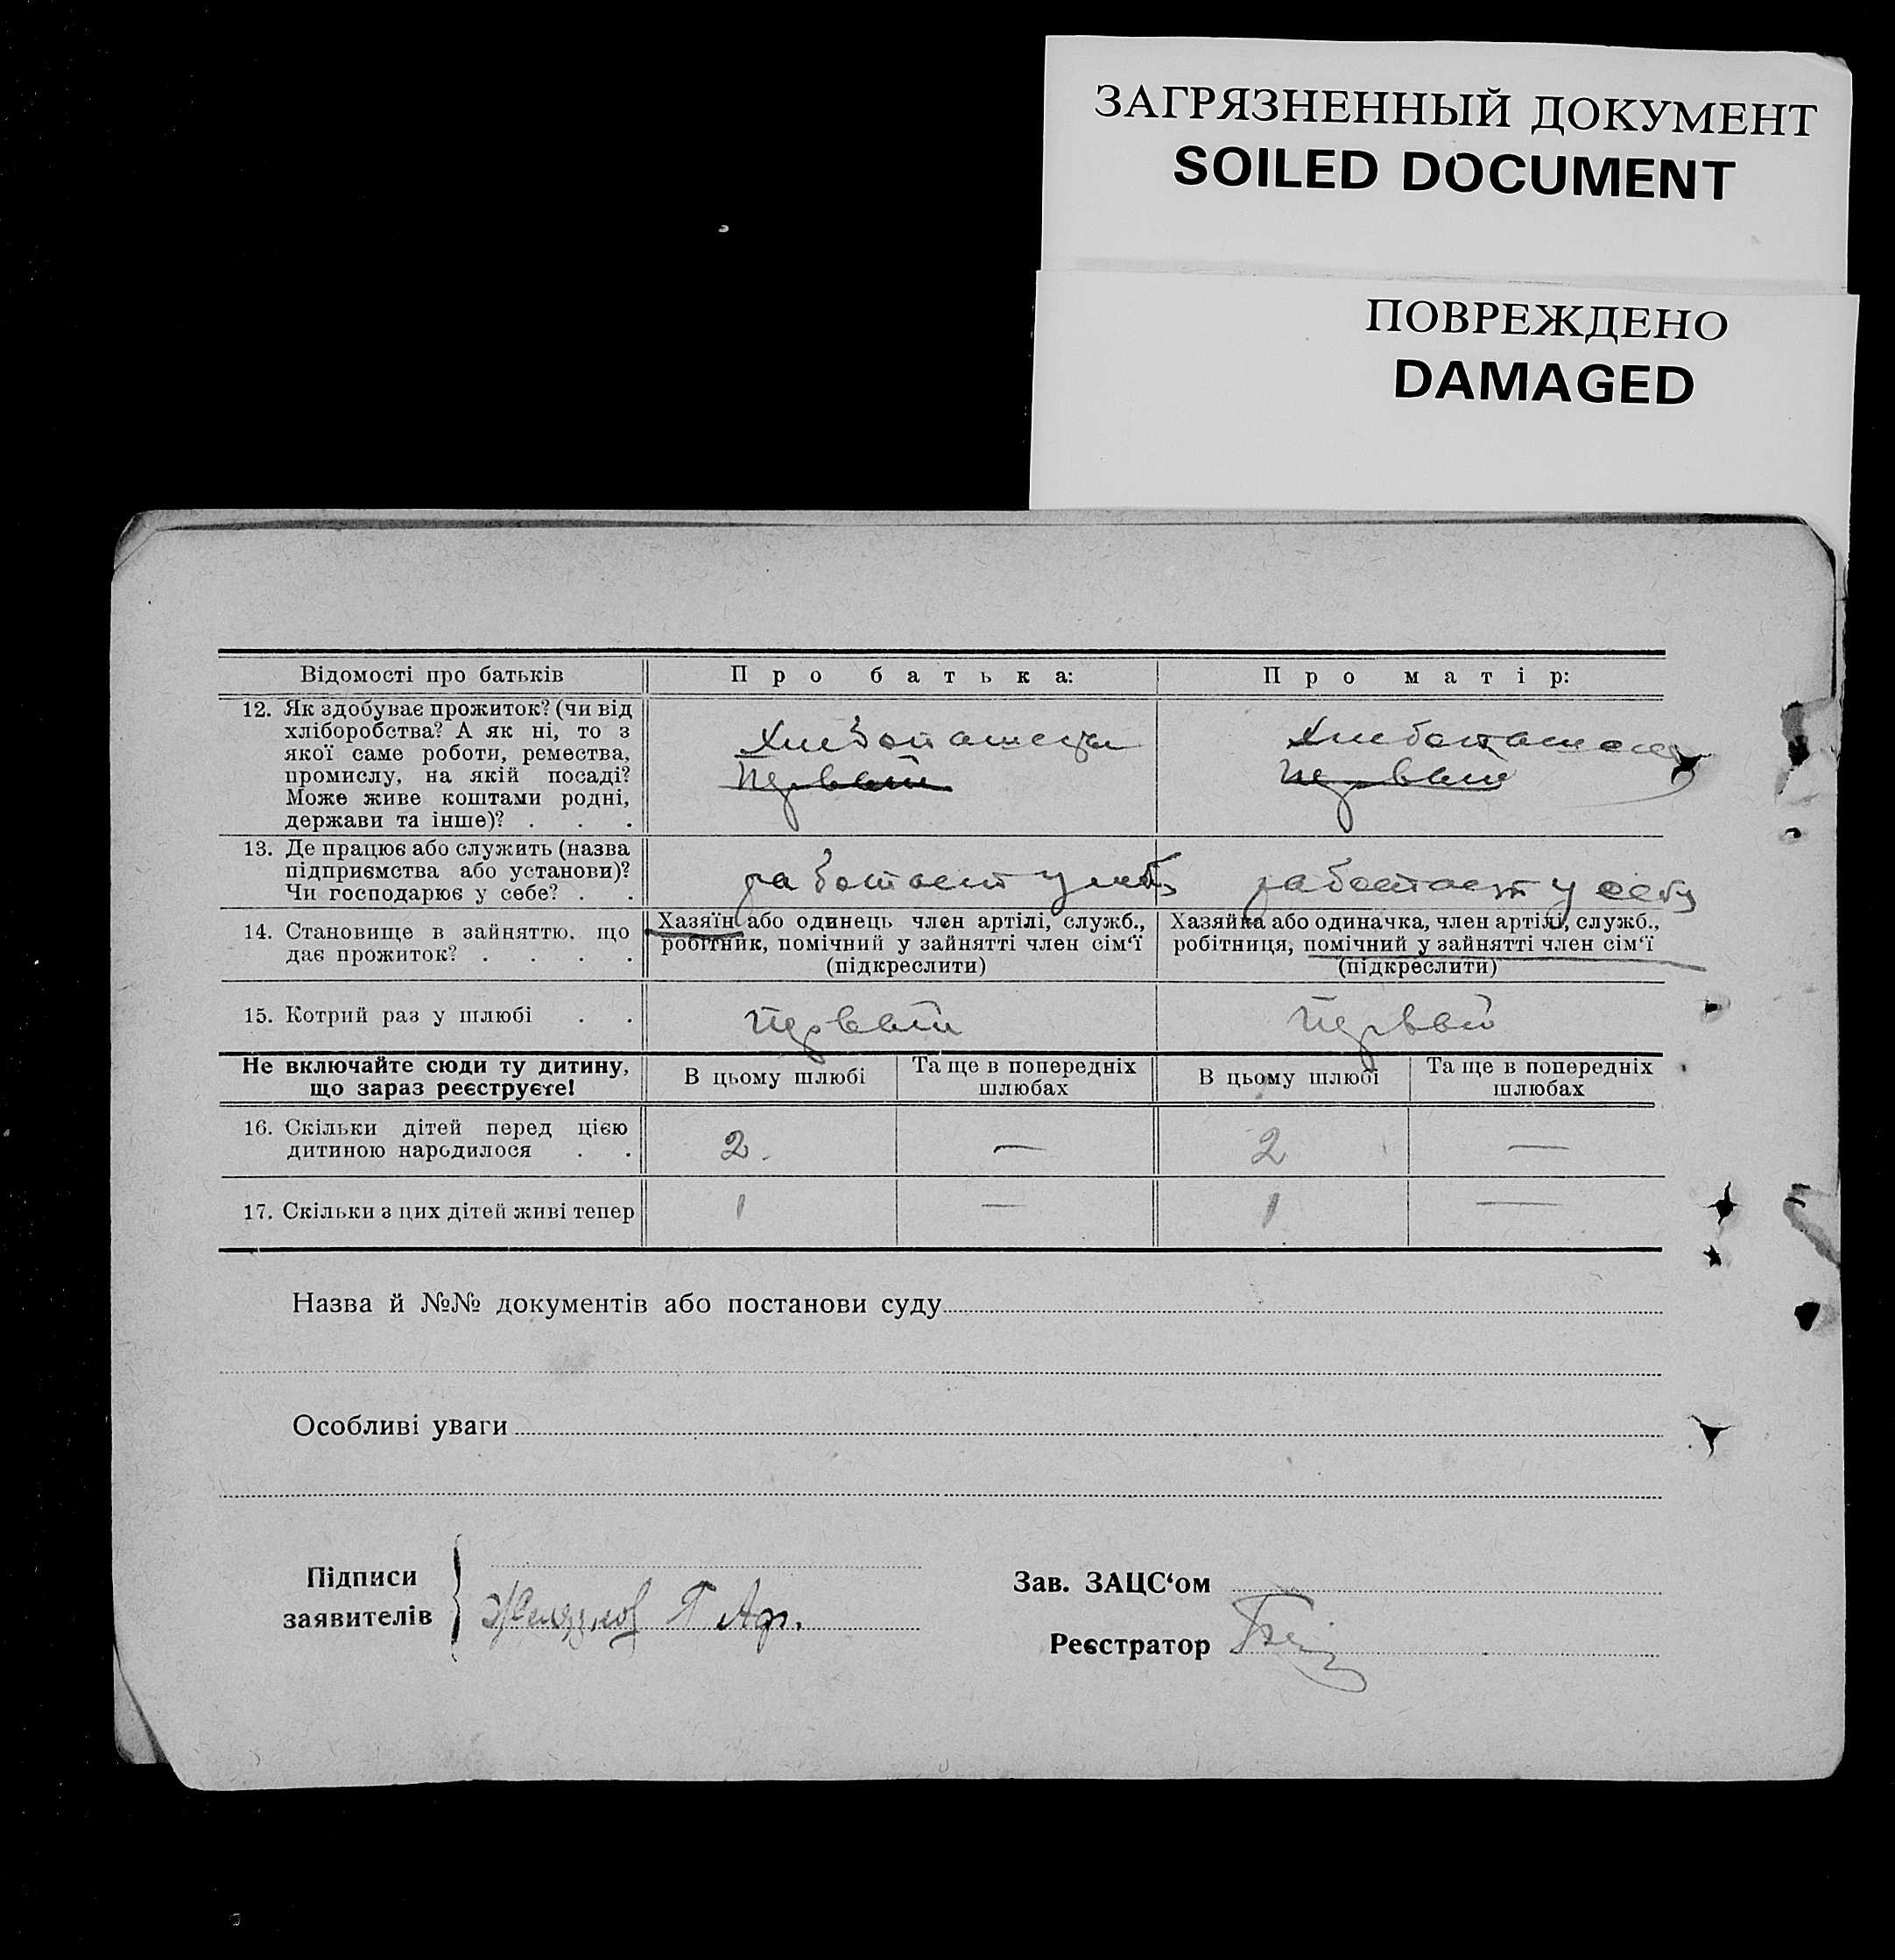 ЗАГРЯЗНЕННЫЙ ДОКУМЕНТ
SOILED DOCUMENT
ПОВРЕЖДЕНО
DAMAGED
Відомості про батьків
Про батька:
Про матір:
12. Як здобуває прожиток? (чи від
хліборобства? А як ні, то з
якої саме роботи, ремества,
промислу, на якій посаді?
Може живе коштами родні,
держави та інше)? . . .
Первый
Первый
13. Де працює або служить (назва
підприємства або установи)?
Чи господарює у себе? . .
работает у себя
работает у себя
14. Становище в зайняттю, що
дає прожиток? . . . .
Хазяїн або одинець член артілі, служб.,
робітник, помічний у зайнятті член сім'ї
(підкреслити)
Хазяйка або одиначка, член артілі, служб.,
робітниця, помічний у зайнятті член сім'ї
(підкреслити)
15. Котрий раз у шлюбі . .
Первый
Первый
Не включайте сюди ту дитину,
що зараз реєструєте!
В цьому шлюбі
Та ще в попередніх
шлюбах
В цьому шлюбі
Та ще в попередніх
шлюбах
16. Скільки дітей перед цією
дитиною народилося . .
2. — 2 —
17. Скільки з цих дітей живі тепер
1 — 1 —
Назва й №№ документів або постанови суду
Особливі уваги
Підписи
заявителів
Зав. ЗАЦС‘ом
Реєстратор